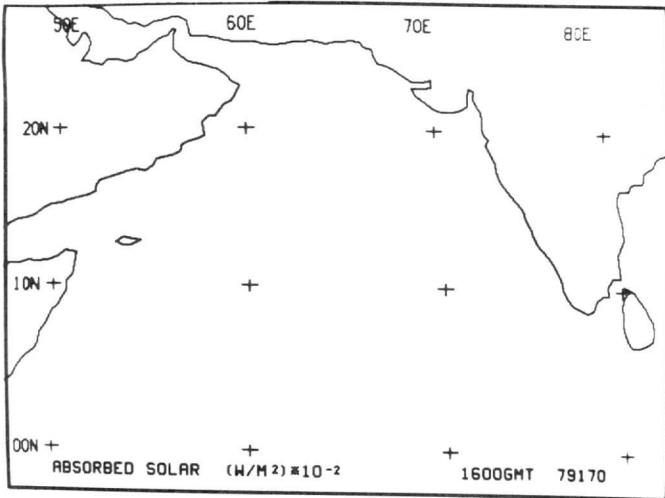 50E 60E 70E 80E
20N
10N
00N
ABSORBED SOLAR (W/M²)*10⁻² 1600GMT 79170